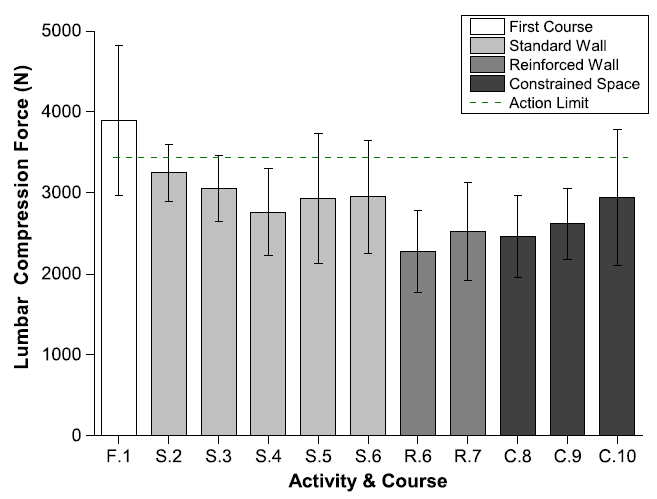 First Course
Standard Wall
Reinforced Wall
Constrained Space
Action Limit
Lumbar Compression Force (N)
5000
4000
3000
2000
1000
0
F.1 S.2 S.3 S.4 S.5 S.6 R.6 R.7 C.8 C.9 C.10
Activity & Course